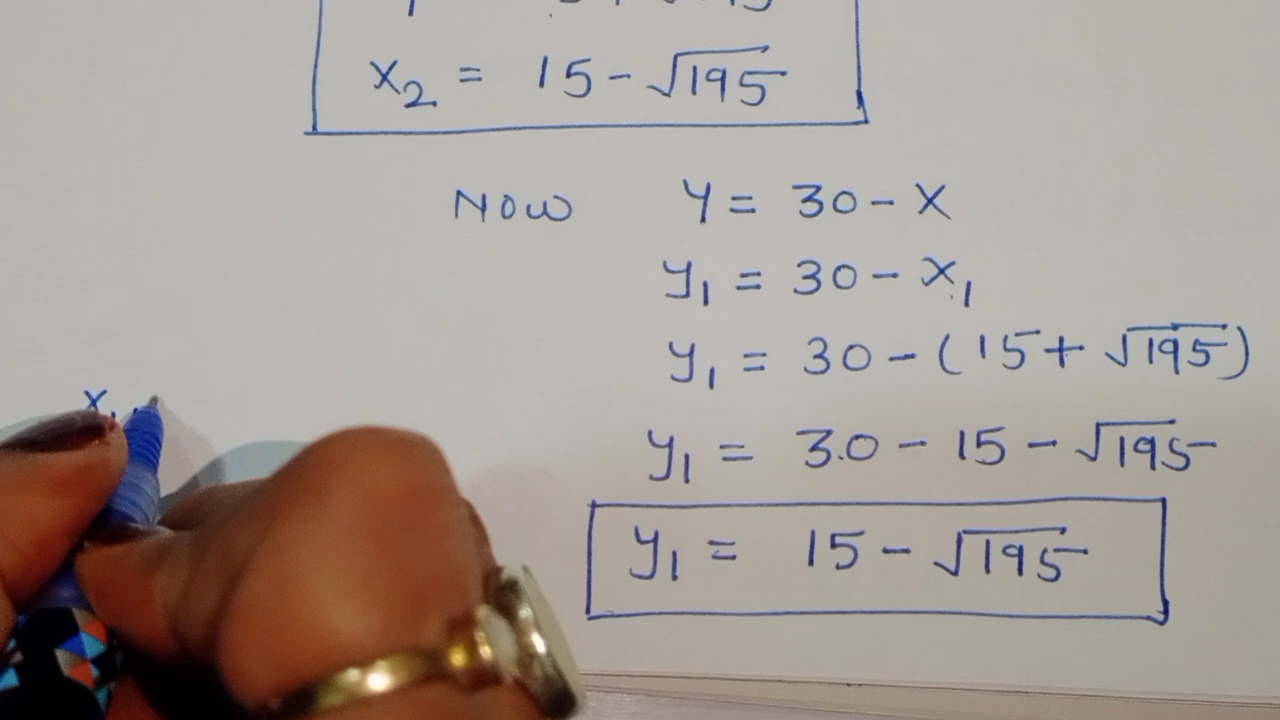 x₂ = 15 - √195
NOW y = 30 - x
y₁ = 30 - x₁
y₁ = 30 - (15 + √195)
y₁ = 30 - 15 - √195
y₁ = 15 - √195
x₁